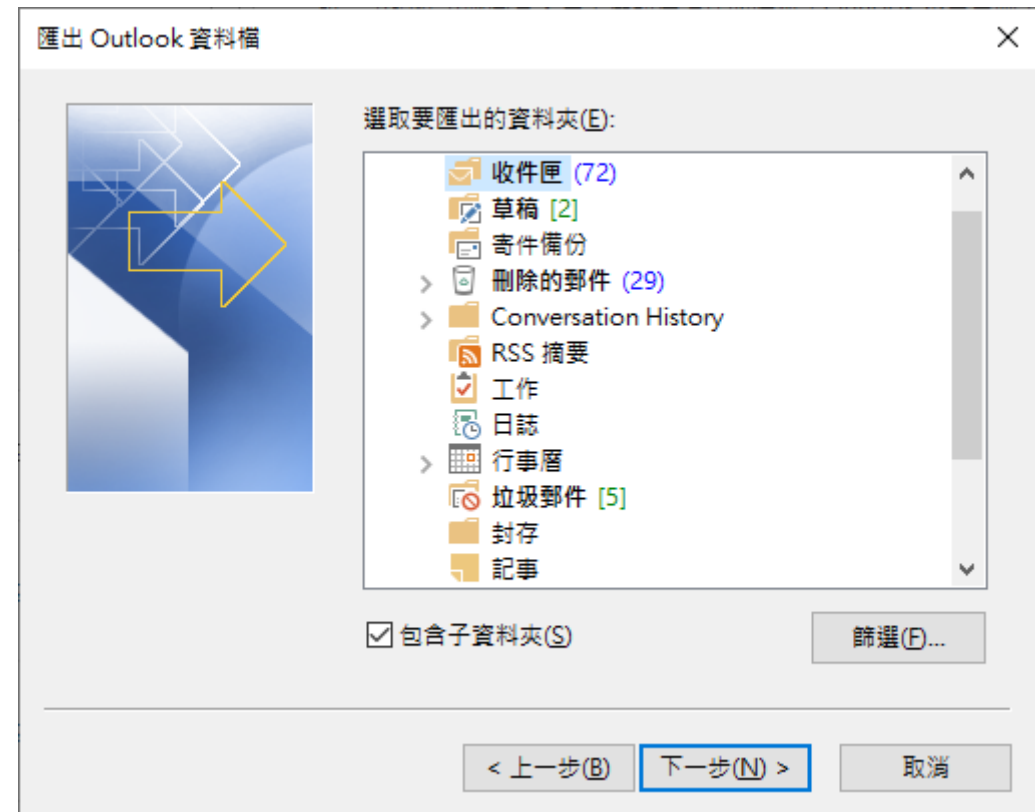 匯出 Outlook 資料檔
選取要匯出的資料夾(E):
收件匣 (72)
草稿 [2]
寄件備份
刪除的郵件 (29)
Conversation History
RSS 摘要
工作
日誌
行事曆
垃圾郵件 [5]
封存
記事
包含子資料夾(S)
篩選(F)...
< 上一步(B)
下一步(N) >
取消